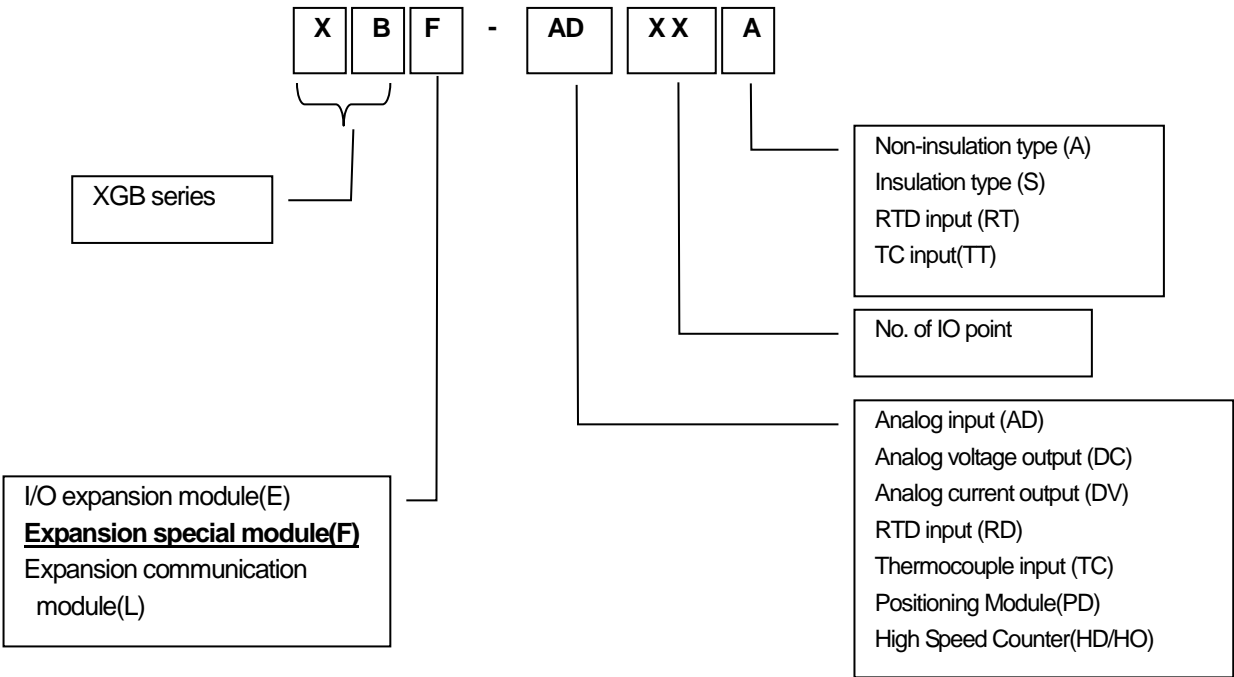 X B F - AD X X A
Non-insulation type (A)
Insulation type (S)
RTD input (RT)
TC input(TT)
XGB series
No. of IO point
Analog input (AD)
Analog voltage output (DC)
Analog current output (DV)
RTD input (RD)
Thermocouple input (TC)
Positioning Module(PD)
High Speed Counter(HD/HO)
I/O expansion module(E)
Expansion special module(F)
Expansion communication
module(L)